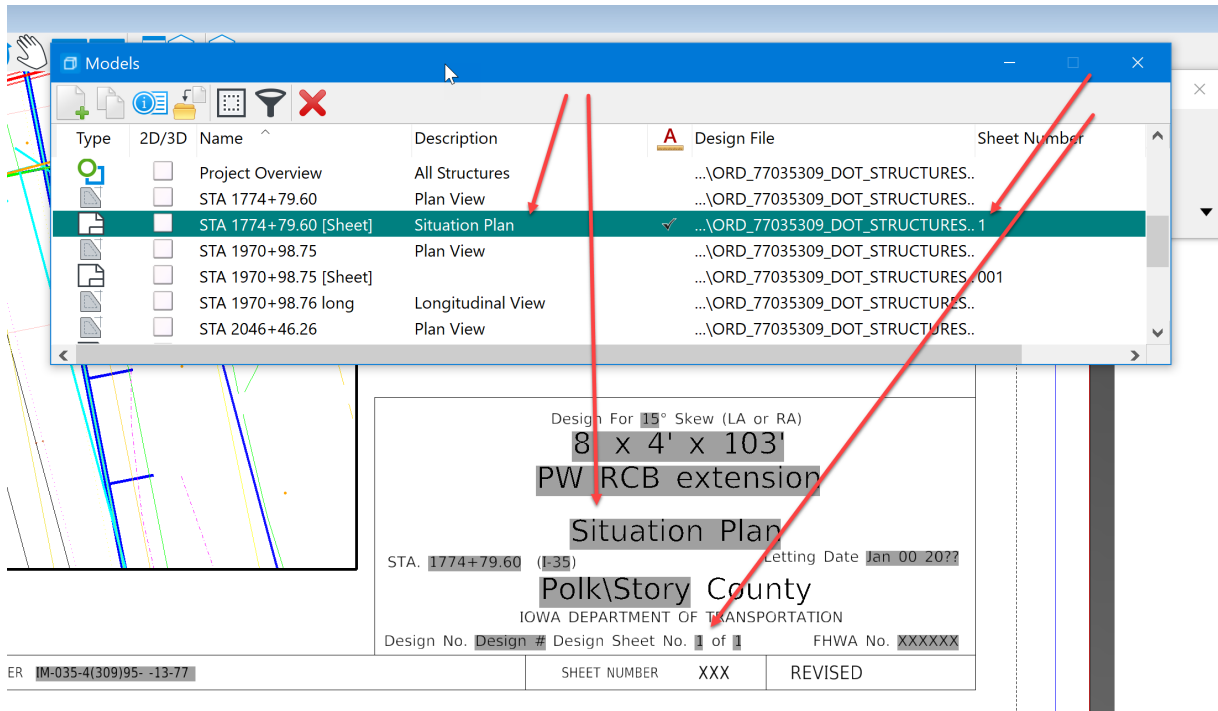 Models
Type 2D/3D Name Description A Design File Sheet Number
Project Overview All Structures ...\ORD_77035309_DOT_STRUCTURES..
STA 1774+79.60 Plan View ...\ORD_77035309_DOT_STRUCTURES..
STA 1774+79.60 [Sheet] Situation Plan ...\ORD_77035309_DOT_STRUCTURES.. 1
STA 1970+98.75 Plan View ...\ORD_77035309_DOT_STRUCTURES..
STA 1970+98.75 [Sheet] ...\ORD_77035309_DOT_STRUCTURES.. 001
STA 1970+98.76 long Longitudinal View ...\ORD_77035309_DOT_STRUCTURES..
STA 2046+46.26 Plan View ...\ORD_77035309_DOT_STRUCTURES..
Design For 15° Skew (LA or RA)
8' x 4' x 103'
PW RCB extension
Situation Plan
STA. 1774+79.60 (I-35) Letting Date Jan 00 20??
Polk\Story County
IOWA DEPARTMENT OF TRANSPORTATION
Design No. Design # Design Sheet No. 1 of 1 FHWA No. XXXXXX
ER IM-035-4(309)95- -13-77 SHEET NUMBER XXX REVISED